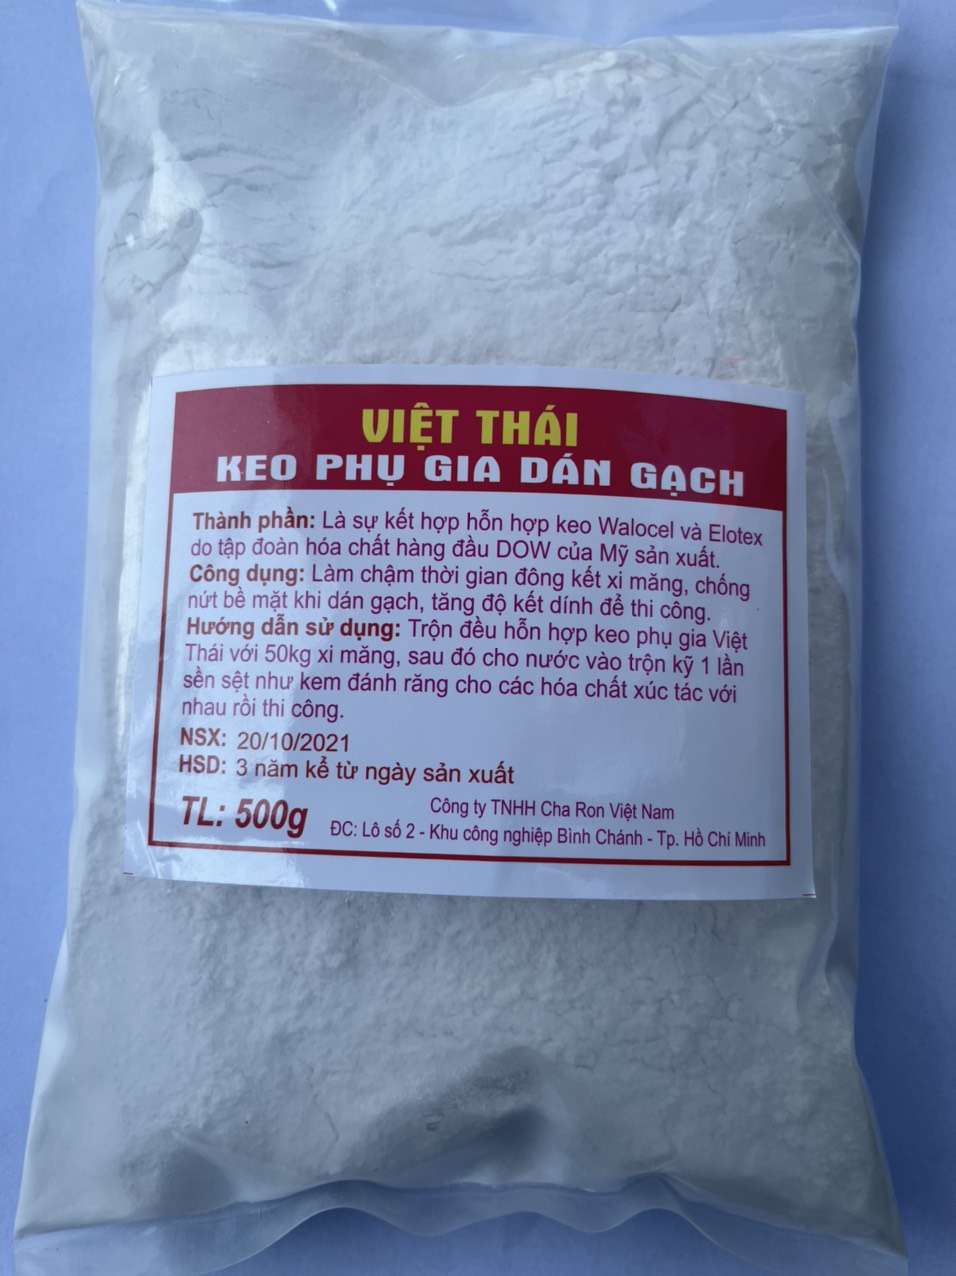 VIỆT THÁI
KEO PHỤ GIA DÁN GẠCH
Thành phần: Là sự kết hợp hỗn hợp keo Walocel và Elotex
do tập đoàn hóa chất hàng đầu DOW của Mỹ sản xuất.
Công dụng: Làm chậm thời gian đông kết xi măng, chống
nứt bề mặt khi dán gạch, tăng độ kết dính để thi công.
Hướng dẫn sử dụng: Trộn đều hỗn hợp keo phụ gia Việt
Thái với 50kg xi măng, sau đó cho nước vào trộn kỹ 1 lần
sền sệt như kem đánh răng cho các hóa chất xúc tác với
nhau rồi thi công.
NSX: 20/10/2021
HSD: 3 năm kể từ ngày sản xuất
TL: 500g
Công ty TNHH Cha Ron Việt Nam
ĐC: Lô số 2 - Khu công nghiệp Bình Chánh - Tp. Hồ Chí Minh